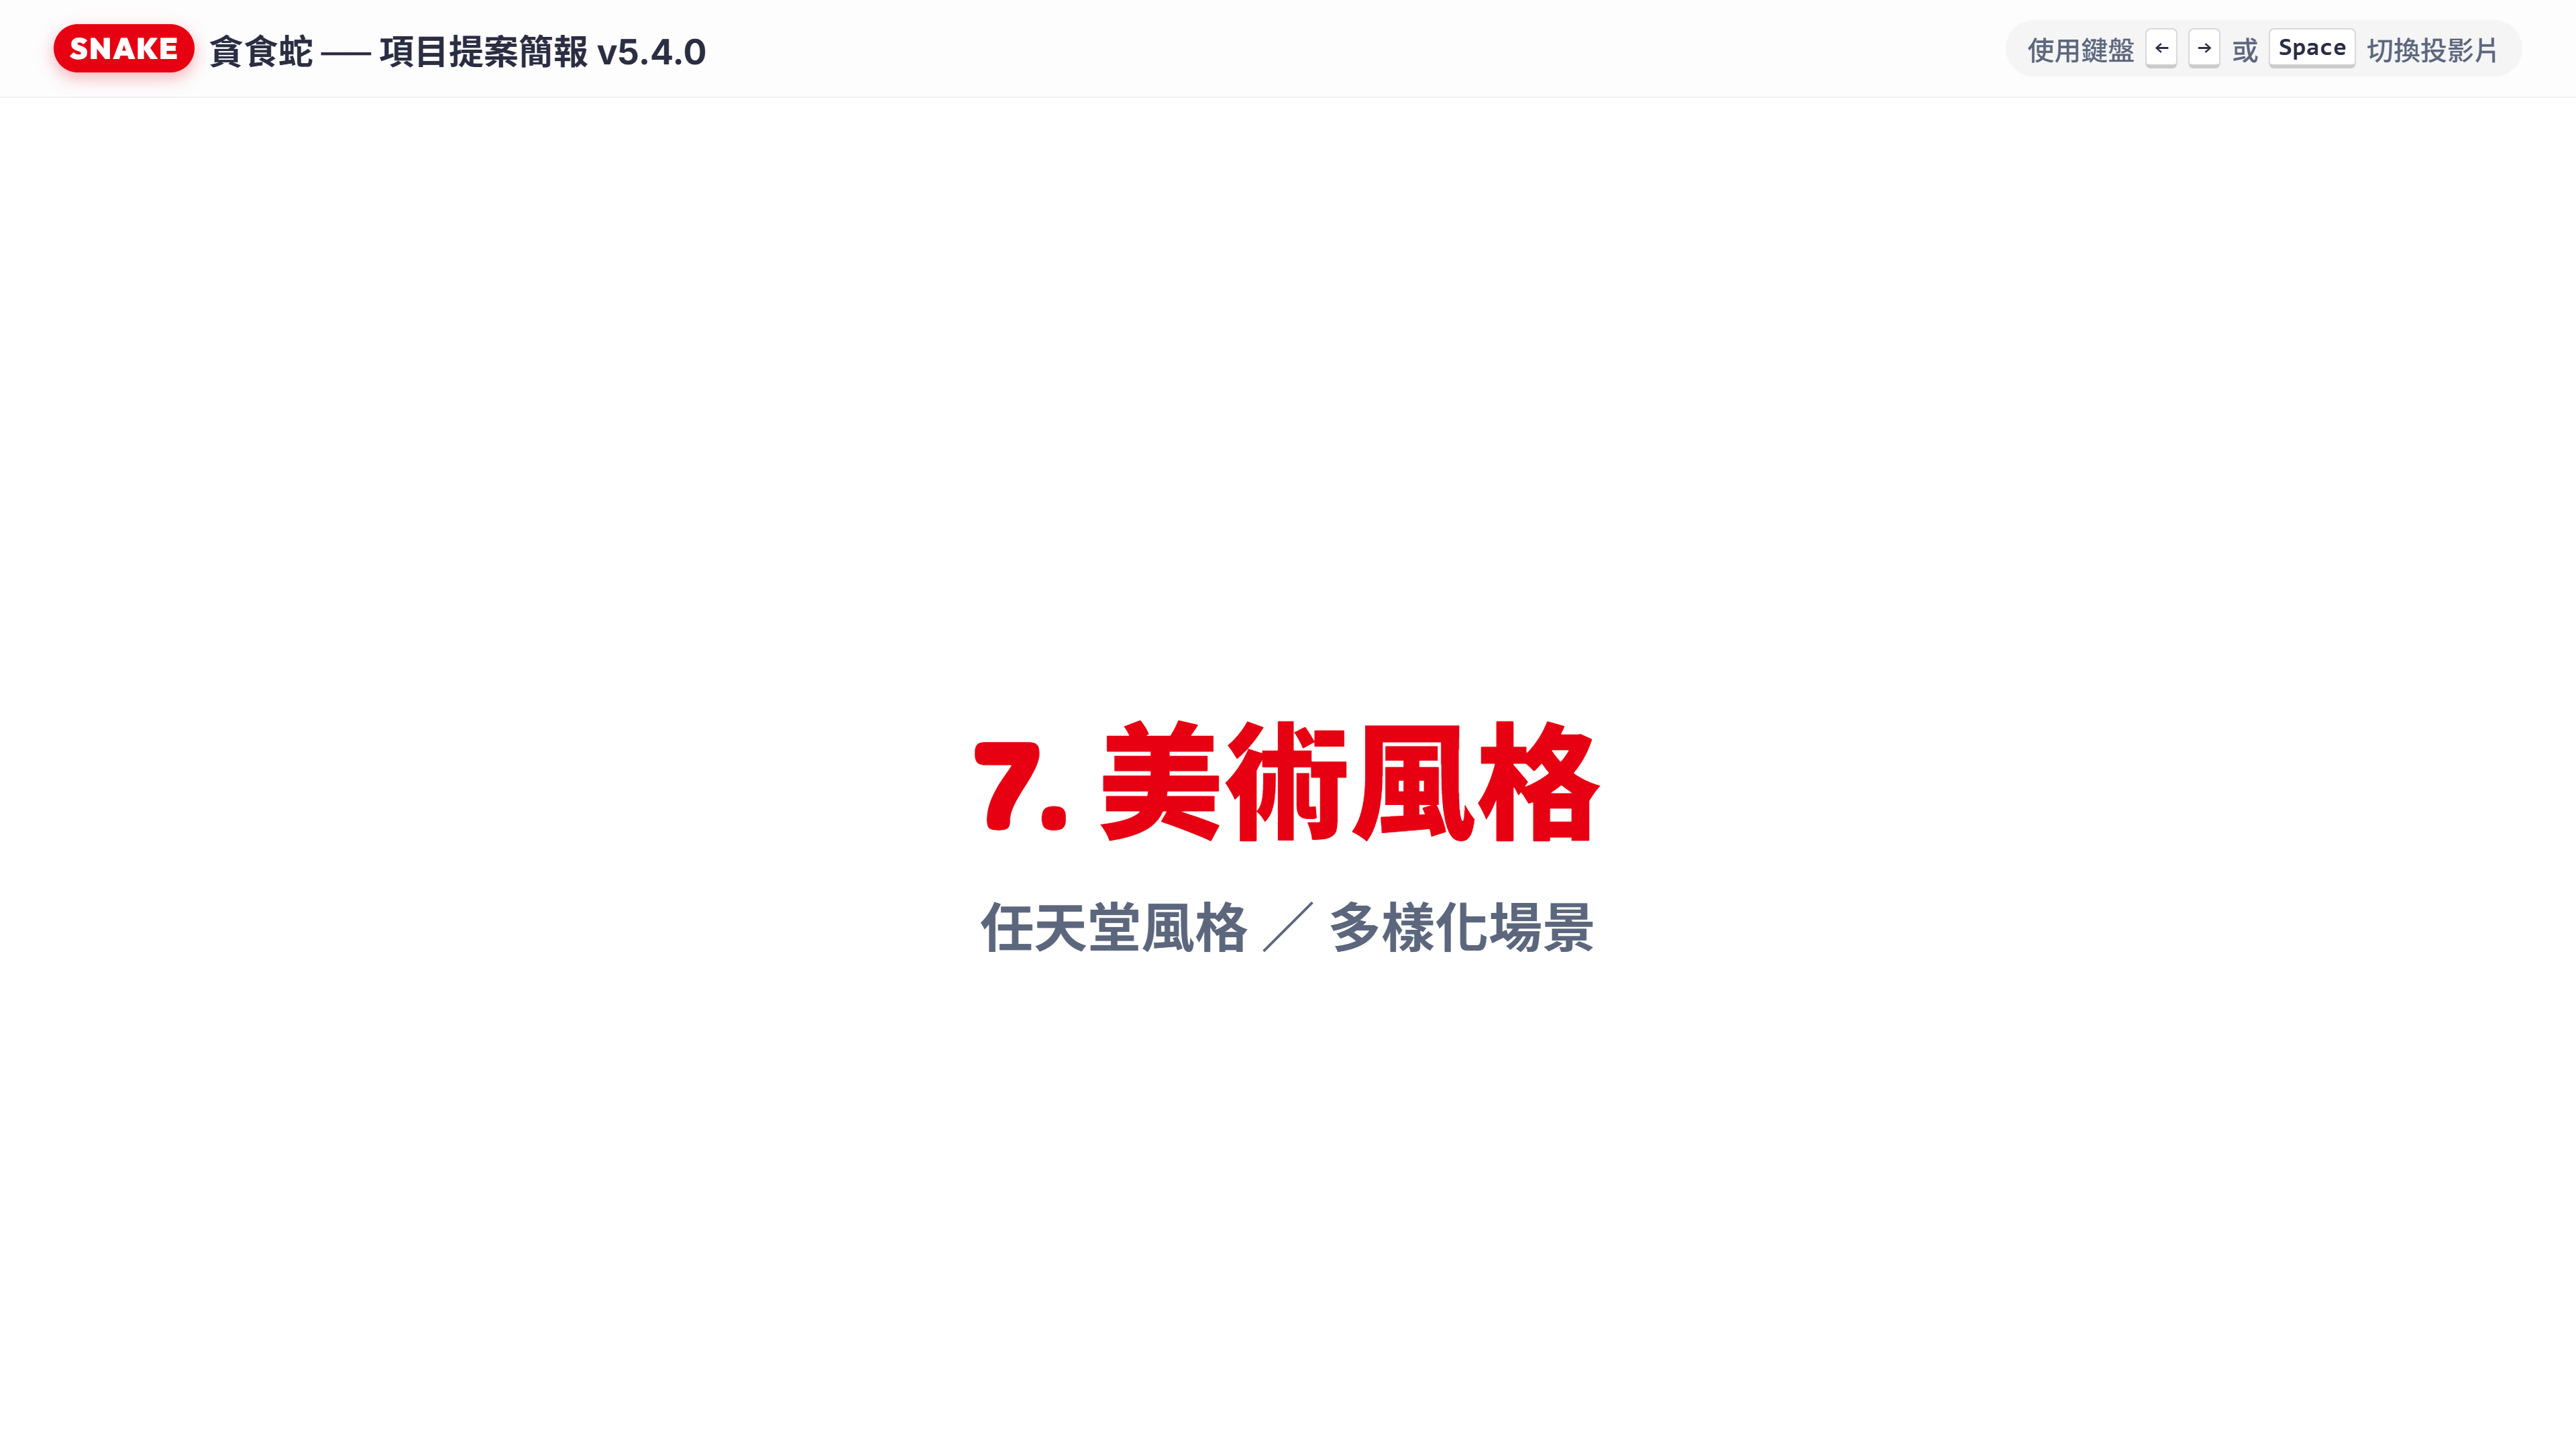 SNAKE 貪食蛇 —— 項目提案簡報 v5.4.0
使用鍵盤 ← → 或 Space 切換投影片
7. 美術風格
任天堂風格 ／ 多樣化場景